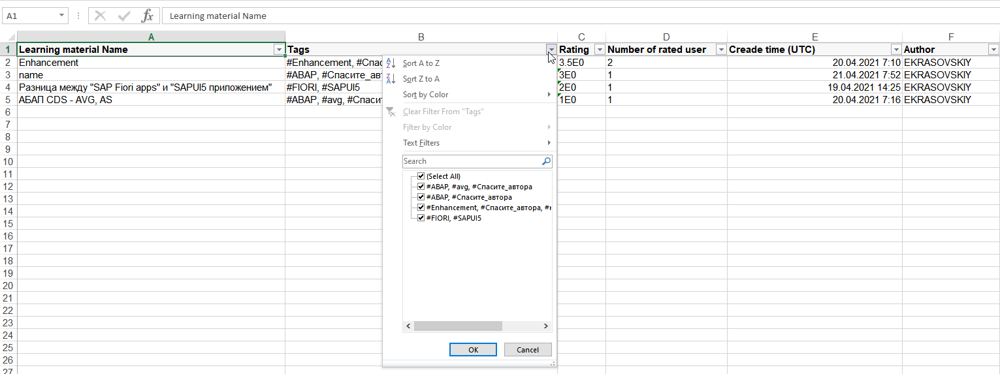 A1 fx Learning material Name
A B C D E F
1 Learning material Name Tags Rating Number of rated user Creade time (UTC) Author
2 Enhancement #Enhancement, #Спас 3.5E0 2 20.04.2021 7:10 EKRASOVSKIY
3 name #ABAP, #Спасите_авт 3E0 1 21.04.2021 7:52 EKRASOVSKIY
4 Разница между "SAP Fiori apps" и "SAPUI5 приложением" #FIORI, #SAPUI5 2E0 1 19.04.2021 14:25 EKRASOVSKIY
5 АБАП CDS - AVG, AS #ABAP, #avg, #Спасит 1E0 1 20.04.2021 7:16 EKRASOVSKIY
6
7
8
9
10
11
12
13
14
15
16
17
18
19
20
21
22
23
24
25
26
27
Sort A to Z
Sort Z to A
Sort by Color
Clear Filter From "Tags"
Filter by Color
Text Filters
Search
(Select All)
#ABAP, #avg, #Спасите_автора
#ABAP, #Спасите_автора
#Enhancement, #Спасите_автора, #
#FIORI, #SAPUI5
OK Cancel